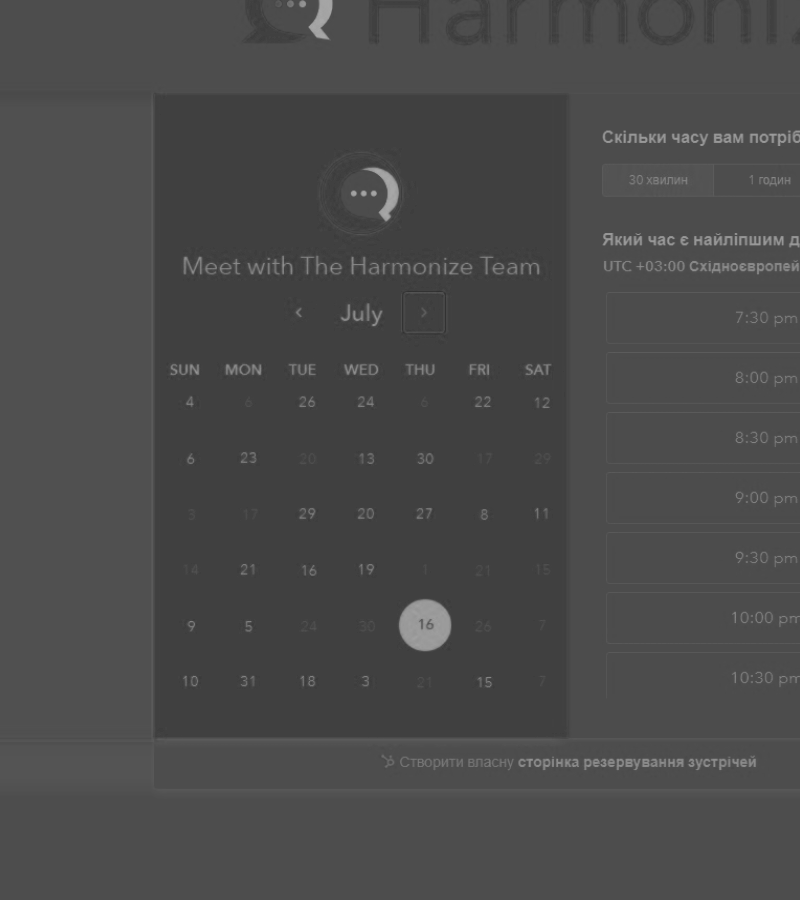 Harmoniz
Meet with The Harmonize Team
‹ July ›
SUN MON TUE WED THU FRI SAT
4 6 26 24 6 22 12
6 23 20 13 30 17 29
3 17 29 20 27 8 11
14 21 16 19 1 21 15
9 5 24 30 16 26 7
10 31 18 3 21 15 7
Скільки часу вам потріб
30 хвилин 1 годин
Який час є найліпшим д
UTC +03:00 Східноєвропей
7:30 pm
8:00 pm
8:30 pm
9:00 pm
9:30 pm
10:00 pm
10:30 pm
Створити власну сторінка резервування зустрічей